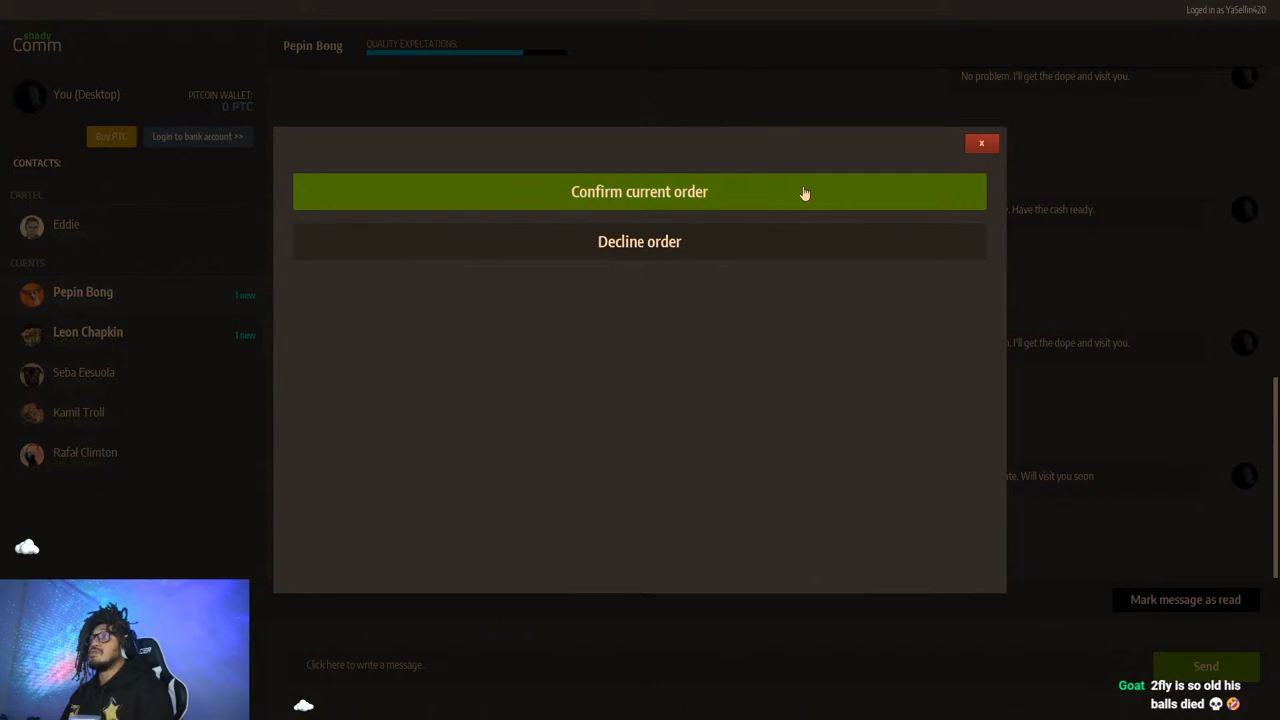 Loged in as YaSellin420
shady
Comm
Pepin Bong
QUALITY EXPECTATIONS:
No problem. I'll get the dope and visit you.
You (Desktop)
PITCOIN WALLET:
0 PTC
Buy PTC
Login to bank account >>
CONTACTS:
x
Confirm current order
CARTEL
Eddie
. Have the cash ready.
Decline order
CLIENTS
Pepin Bong
1 new
Leon Chapkin
1 new
. I'll get the dope and visit you.
Seba Eesuola
Kamil Troll
Rafal Climton
Will visit you soon
Mark message as read
Click here to write a message..
Send
Goat 2fly is so old his
balls died 💀 🤣